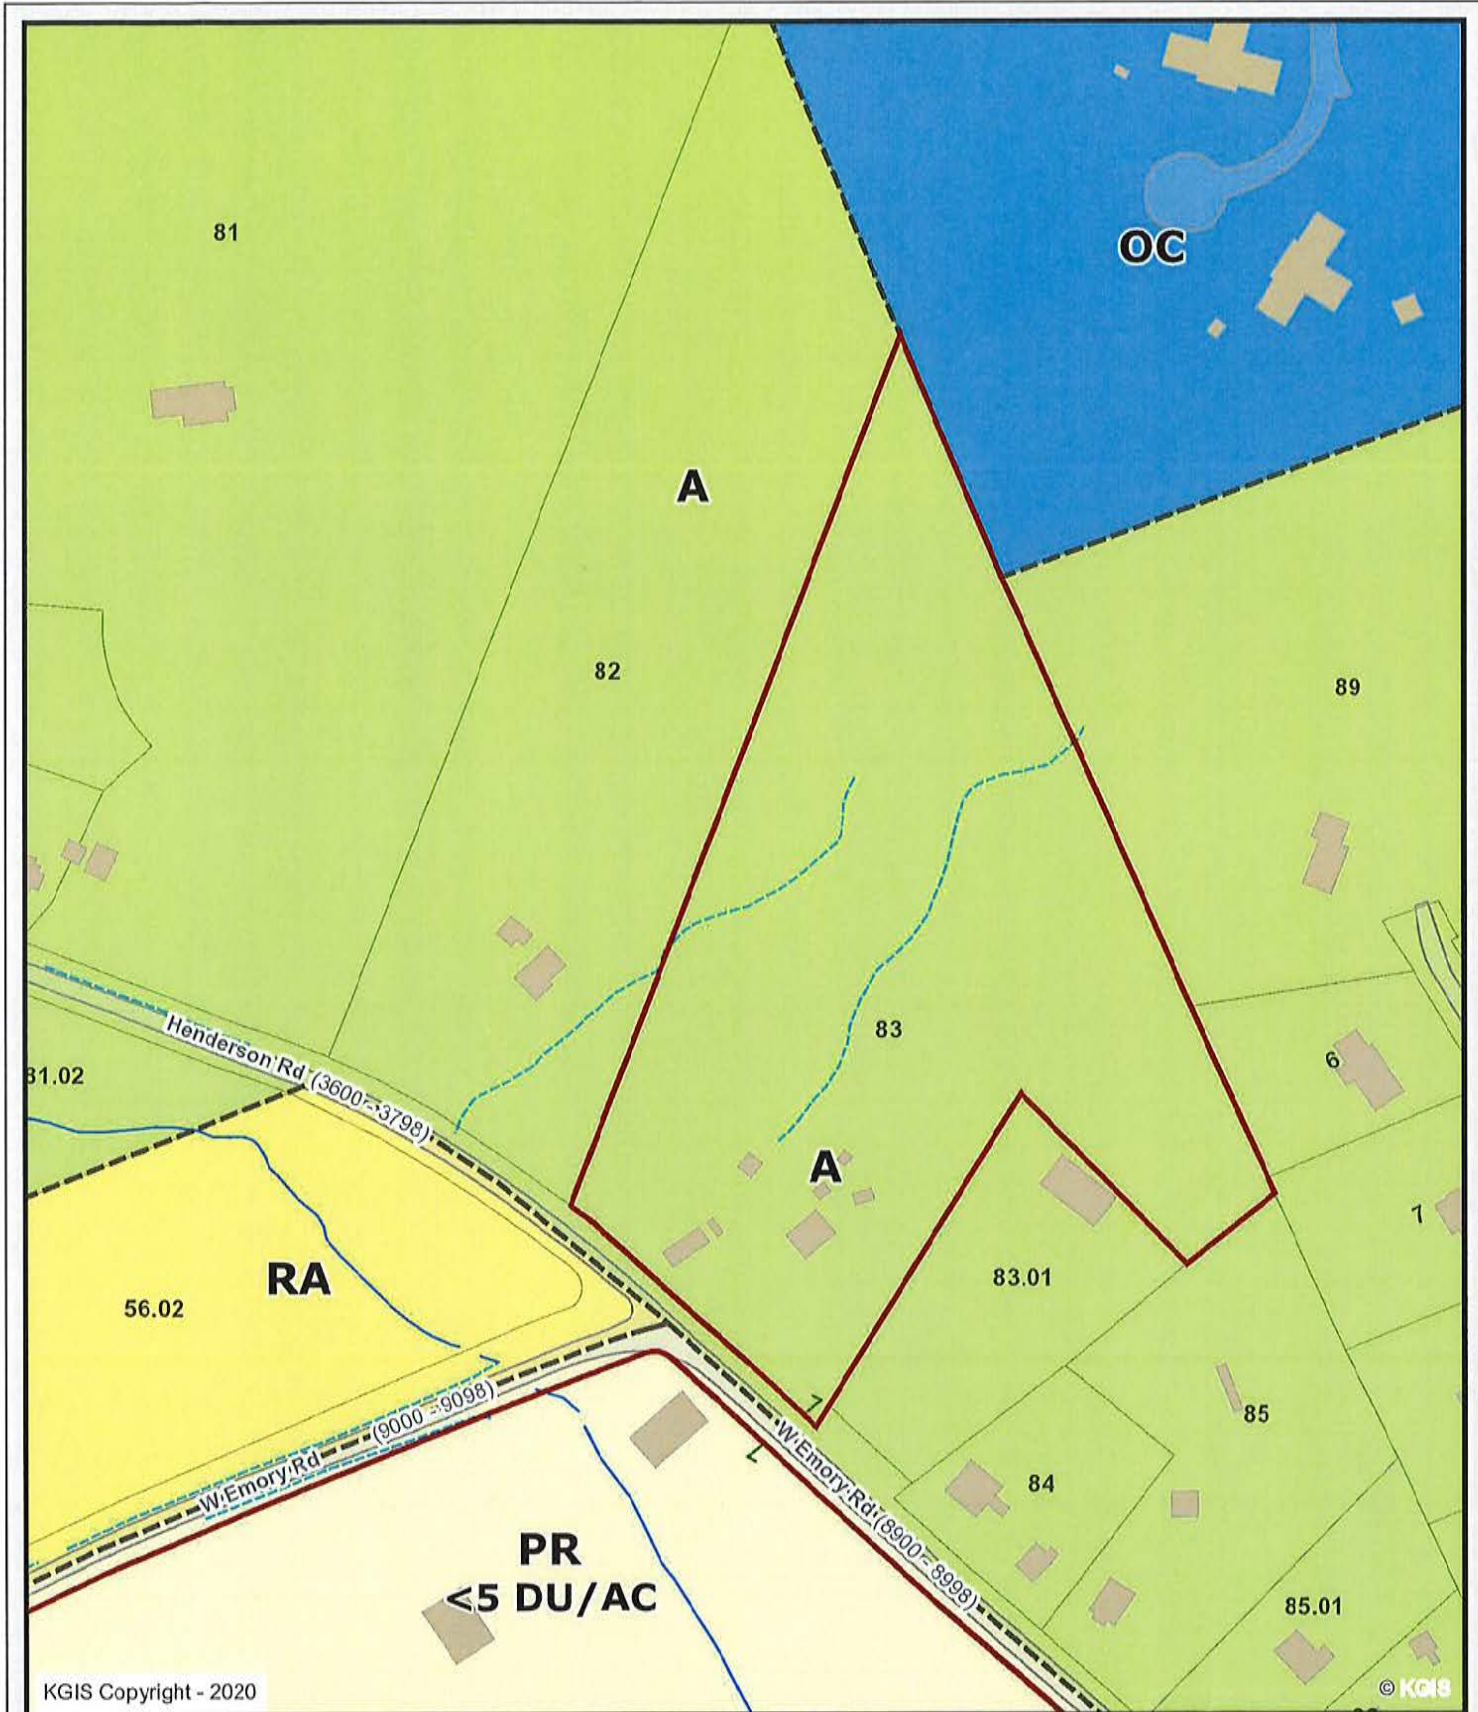 OC
81
A
82
89
83
6
81.02
Henderson Rd (3600 - 3798)
A
7
RA
83.01
56.02
(9000 - 9098)
W Emory Rd
W Emory Rd (8900 - 8998)
85
84
PR
<5 DU/AC
85.01
KGIS Copyright - 2020
© KGIS